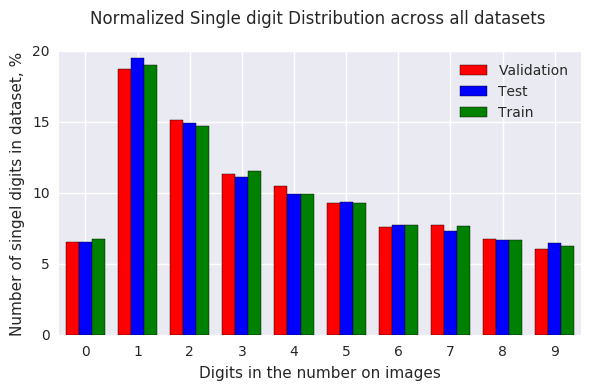 Normalized Single digit Distribution across all datasets
Number of singel digits in dataset, %
20
15
10
5
0
Validation
Test
Train
0 1 2 3 4 5 6 7 8 9
Digits in the number on images